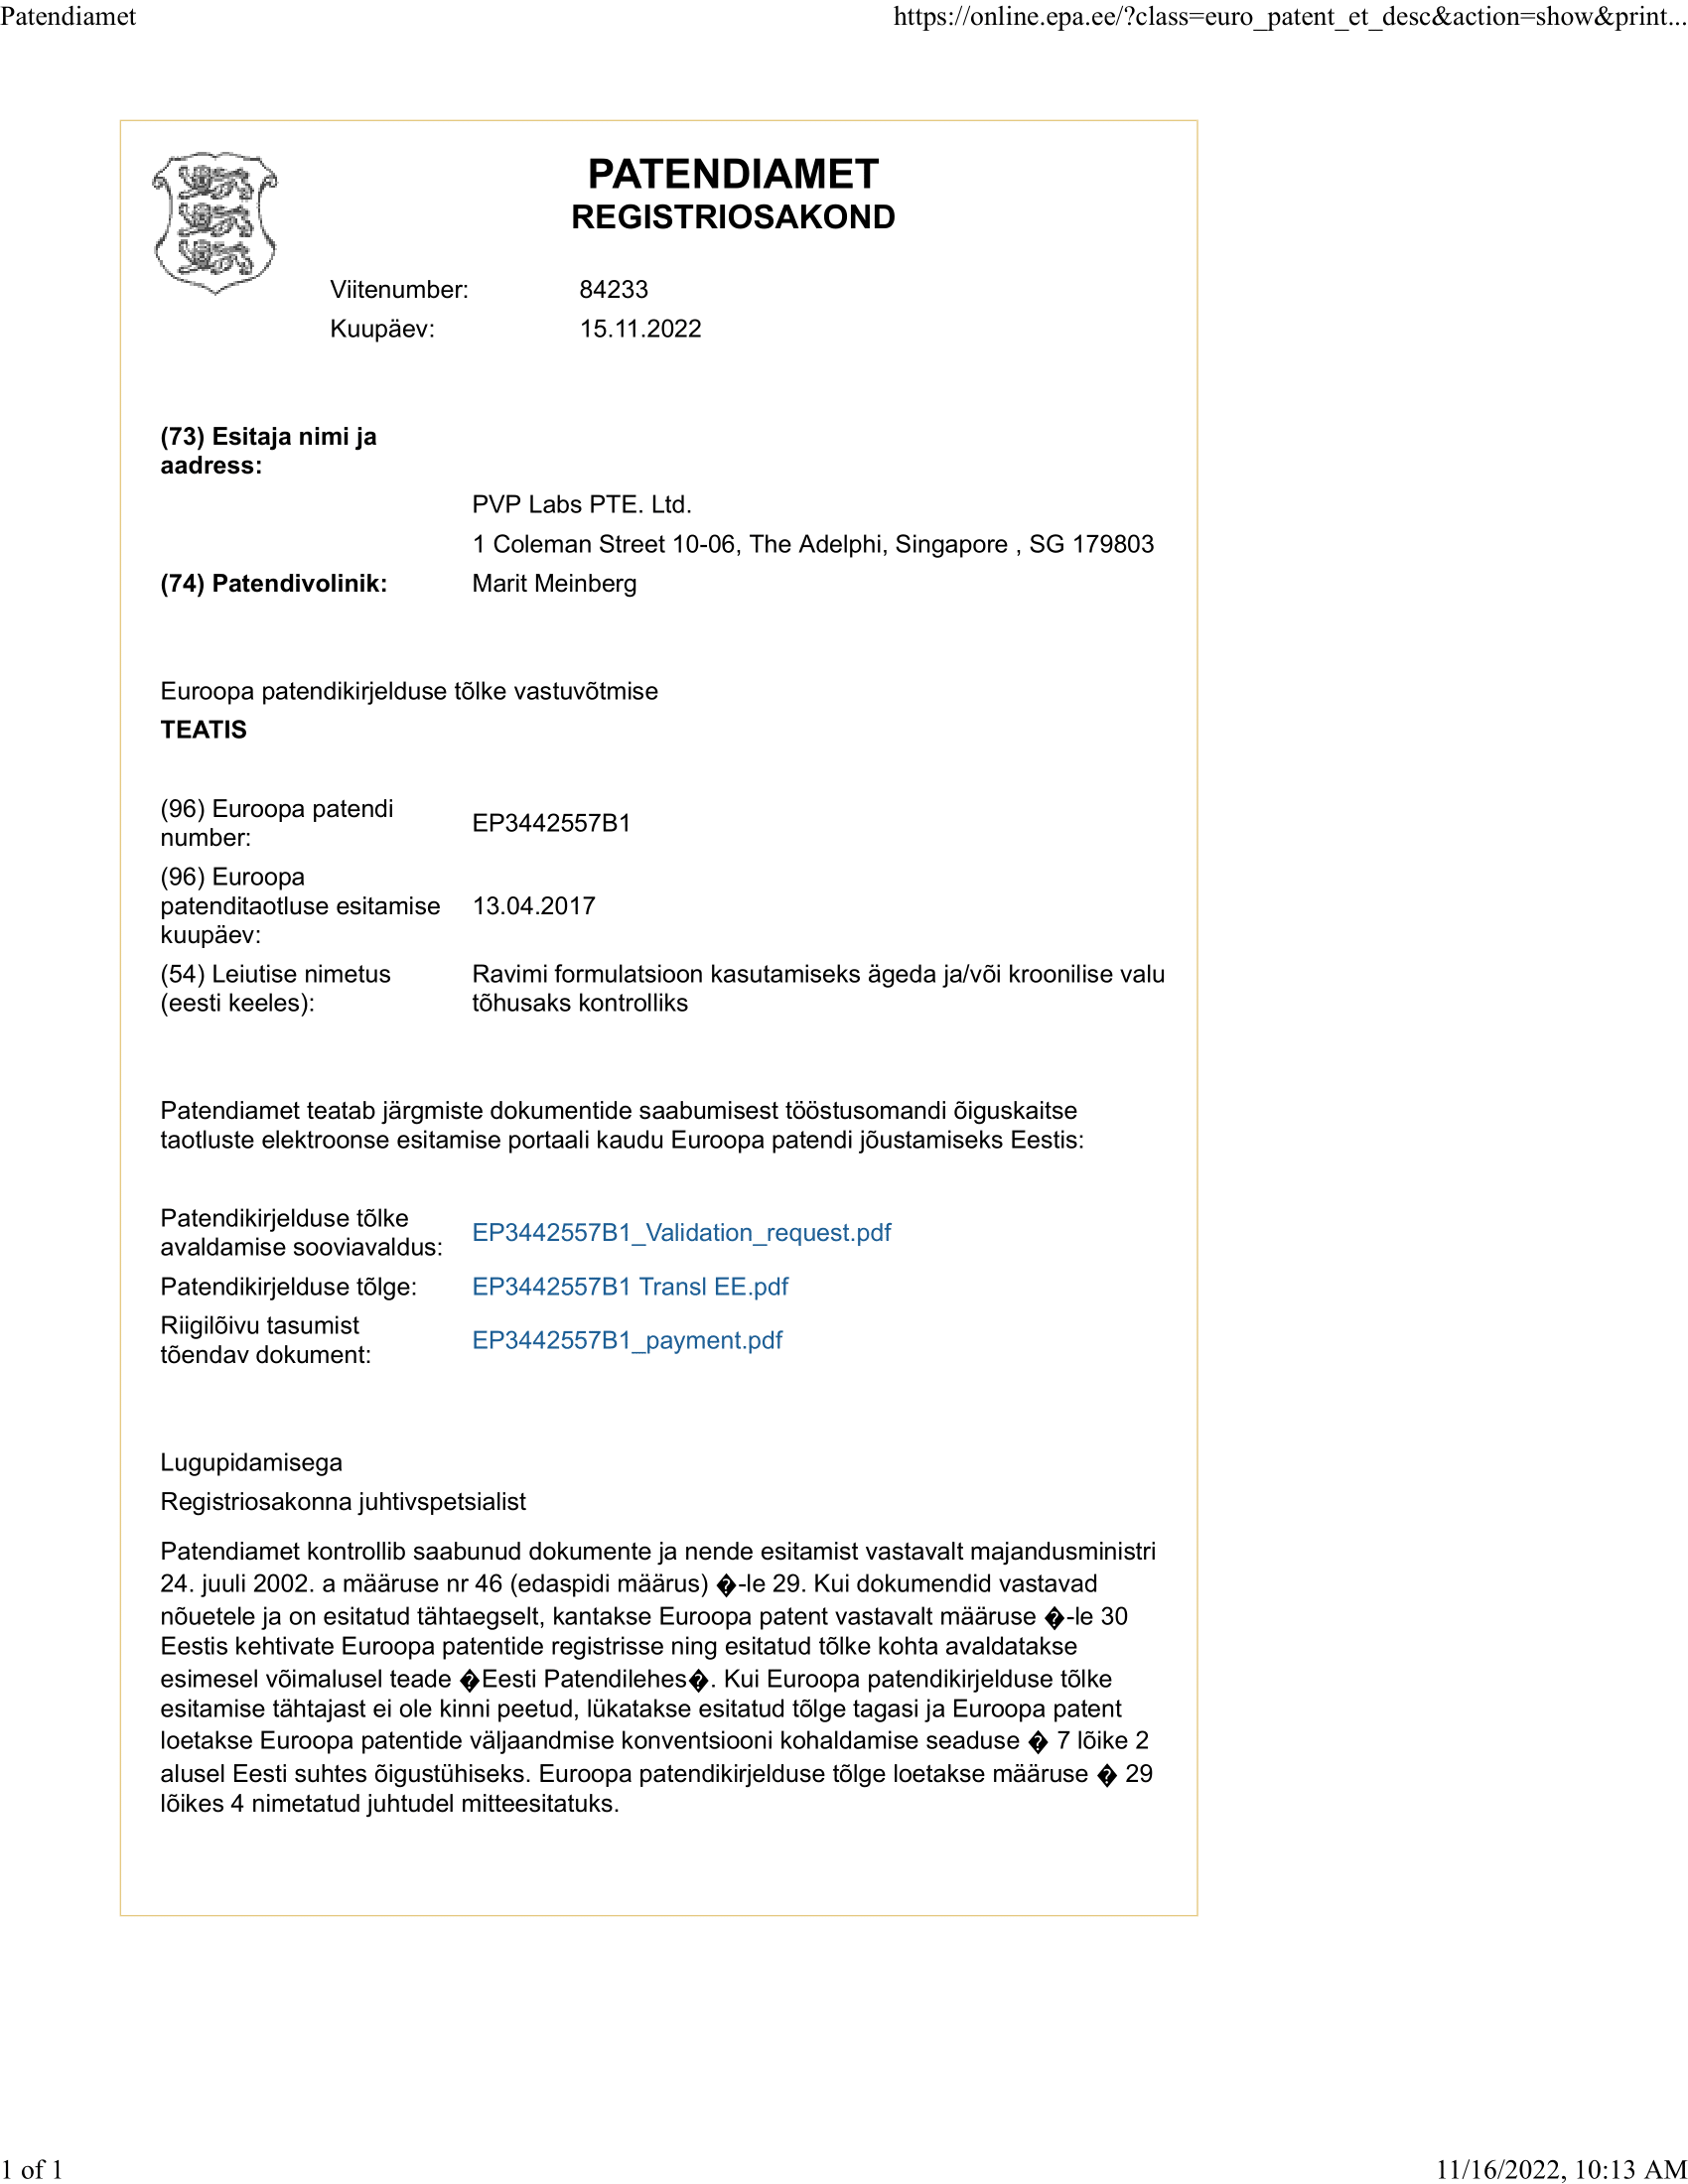 Patendiamet
https://online.epa.ee/?class=euro_patent_et_desc&action=show&print...
PATENDIAMET
REGISTRIOSAKOND
Viitenumber: 84233
Kuupäev: 15.11.2022
(73) Esitaja nimi ja
aadress:
PVP Labs PTE. Ltd.
1 Coleman Street 10-06, The Adelphi, Singapore , SG 179803
(74) Patendivolinik: Marit Meinberg
Euroopa patendikirjelduse tõlke vastuvõtmise
TEATIS
(96) Euroopa patendi
number:
EP3442557B1
(96) Euroopa
patenditaotluse esitamise
kuupäev:
13.04.2017
(54) Leiutise nimetus
(eesti keeles):
Ravimi formulatsioon kasutamiseks ägeda ja/või kroonilise valu
tõhusaks kontrolliks
Patendiamet teatab järgmiste dokumentide saabumisest tööstusomandi õiguskaitse
taotluste elektroonse esitamise portaali kaudu Euroopa patendi jõustamiseks Eestis:
Patendikirjelduse tõlke
avaldamise sooviavaldus:
EP3442557B1_Validation_request.pdf
Patendikirjelduse tõlge: EP3442557B1 Transl EE.pdf
Riigilõivu tasumist
tõendav dokument:
EP3442557B1_payment.pdf
Lugupidamisega
Registriosakonna juhtivspetsialist
Patendiamet kontrollib saabunud dokumente ja nende esitamist vastavalt majandusministri
24. juuli 2002. a määruse nr 46 (edaspidi määrus) �-le 29. Kui dokumendid vastavad
nõuetele ja on esitatud tähtaegselt, kantakse Euroopa patent vastavalt määruse �-le 30
Eestis kehtivate Euroopa patentide registrisse ning esitatud tõlke kohta avaldatakse
esimesel võimalusel teade �Eesti Patendilehes�. Kui Euroopa patendikirjelduse tõlke
esitamise tähtajast ei ole kinni peetud, lükatakse esitatud tõlge tagasi ja Euroopa patent
loetakse Euroopa patentide väljaandmise konventsiooni kohaldamise seaduse � 7 lõike 2
alusel Eesti suhtes õigustühiseks. Euroopa patendikirjelduse tõlge loetakse määruse � 29
lõikes 4 nimetatud juhtudel mitteesitatuks.
1 of 1
11/16/2022, 10:13 AM